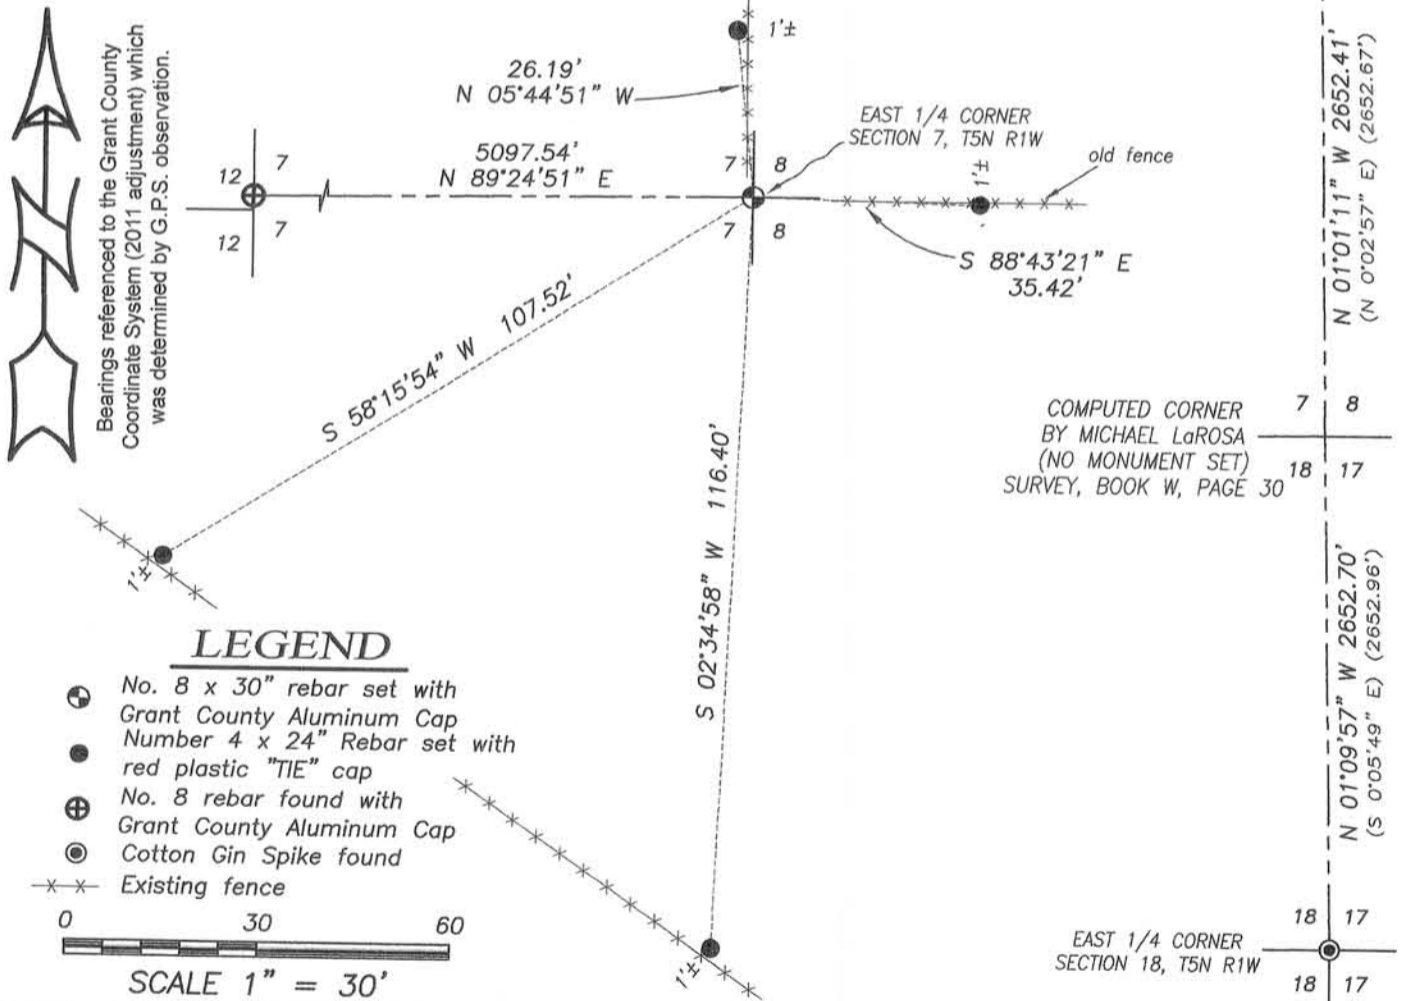 Bearings referenced to the Grant County
Coordinate System (2011 adjustment) which
was determined by G.P.S. observation.
1'±
26.19'
N 05°44'51" W
EAST 1/4 CORNER
SECTION 7, T5N R1W
old fence
1'±
12 7
12 7
5097.54'
N 89°24'51" E
7 8
7 8
S 88°43'21" E
35.42'
S 58°15'54" W 107.52'
1'±
S 02°34'58" W 116.40'
1'±
N 01°01'11" W 2652.41'
(N 0°02'57" E) (2652.67')
COMPUTED CORNER
BY MICHAEL LaROSA
(NO MONUMENT SET)
SURVEY, BOOK W, PAGE 30
7 8
18 17
N 01°09'57" W 2652.70'
(S 0°05'49" E) (2652.96')
18 17
EAST 1/4 CORNER
SECTION 18, T5N R1W
18 17
LEGEND
No. 8 x 30" rebar set with
Grant County Aluminum Cap
Number 4 x 24" Rebar set with
red plastic "TIE" cap
No. 8 rebar found with
Grant County Aluminum Cap
Cotton Gin Spike found
Existing fence
0 30 60
SCALE 1" = 30'